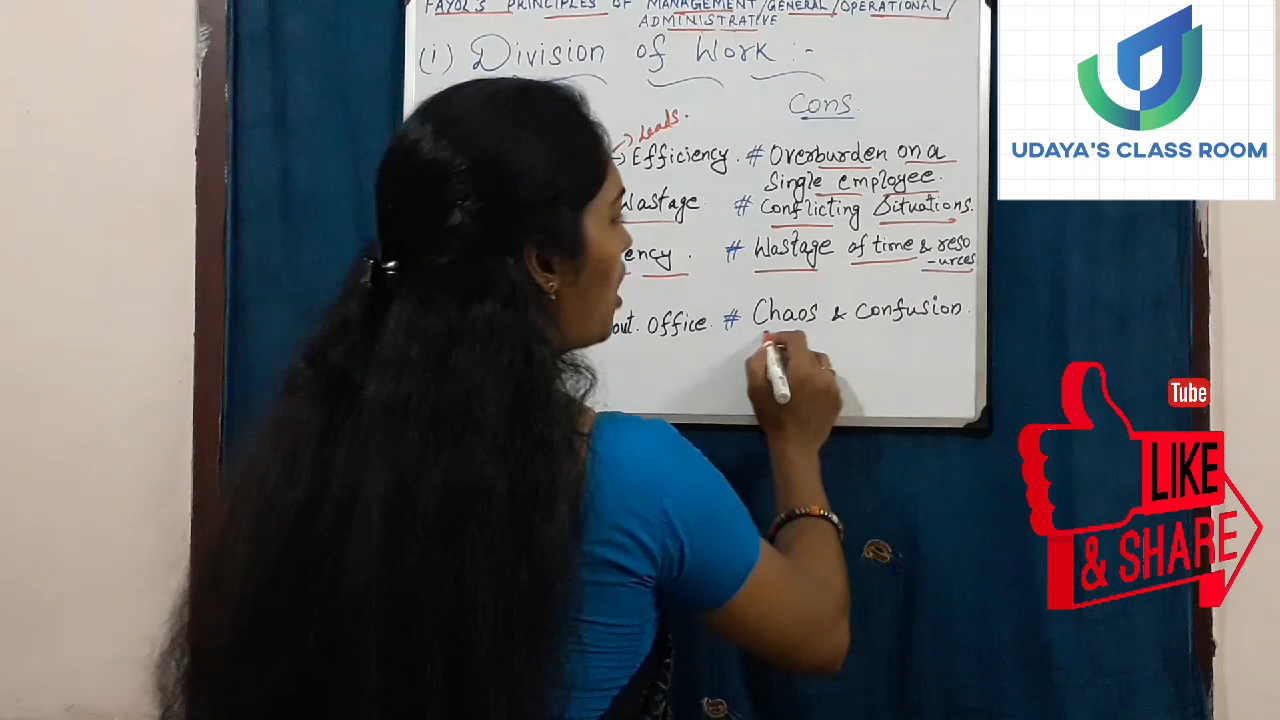 FAYOL'S PRINCIPLES OF MANAGEMENT/GENERAL/OPERATIONAL/
ADMINISTRATIVE
(i) Division of Work :-
Cons.
Leads.
→ Efficiency. # Overburden on a
Single employee.
Wastage. # Conflicting Situations.
ency. # Wastage of time & reso
-urces
out. Office. # Chaos & Confusion.
UDAYA'S CLASS ROOM
Tube
LIKE
& SHARE